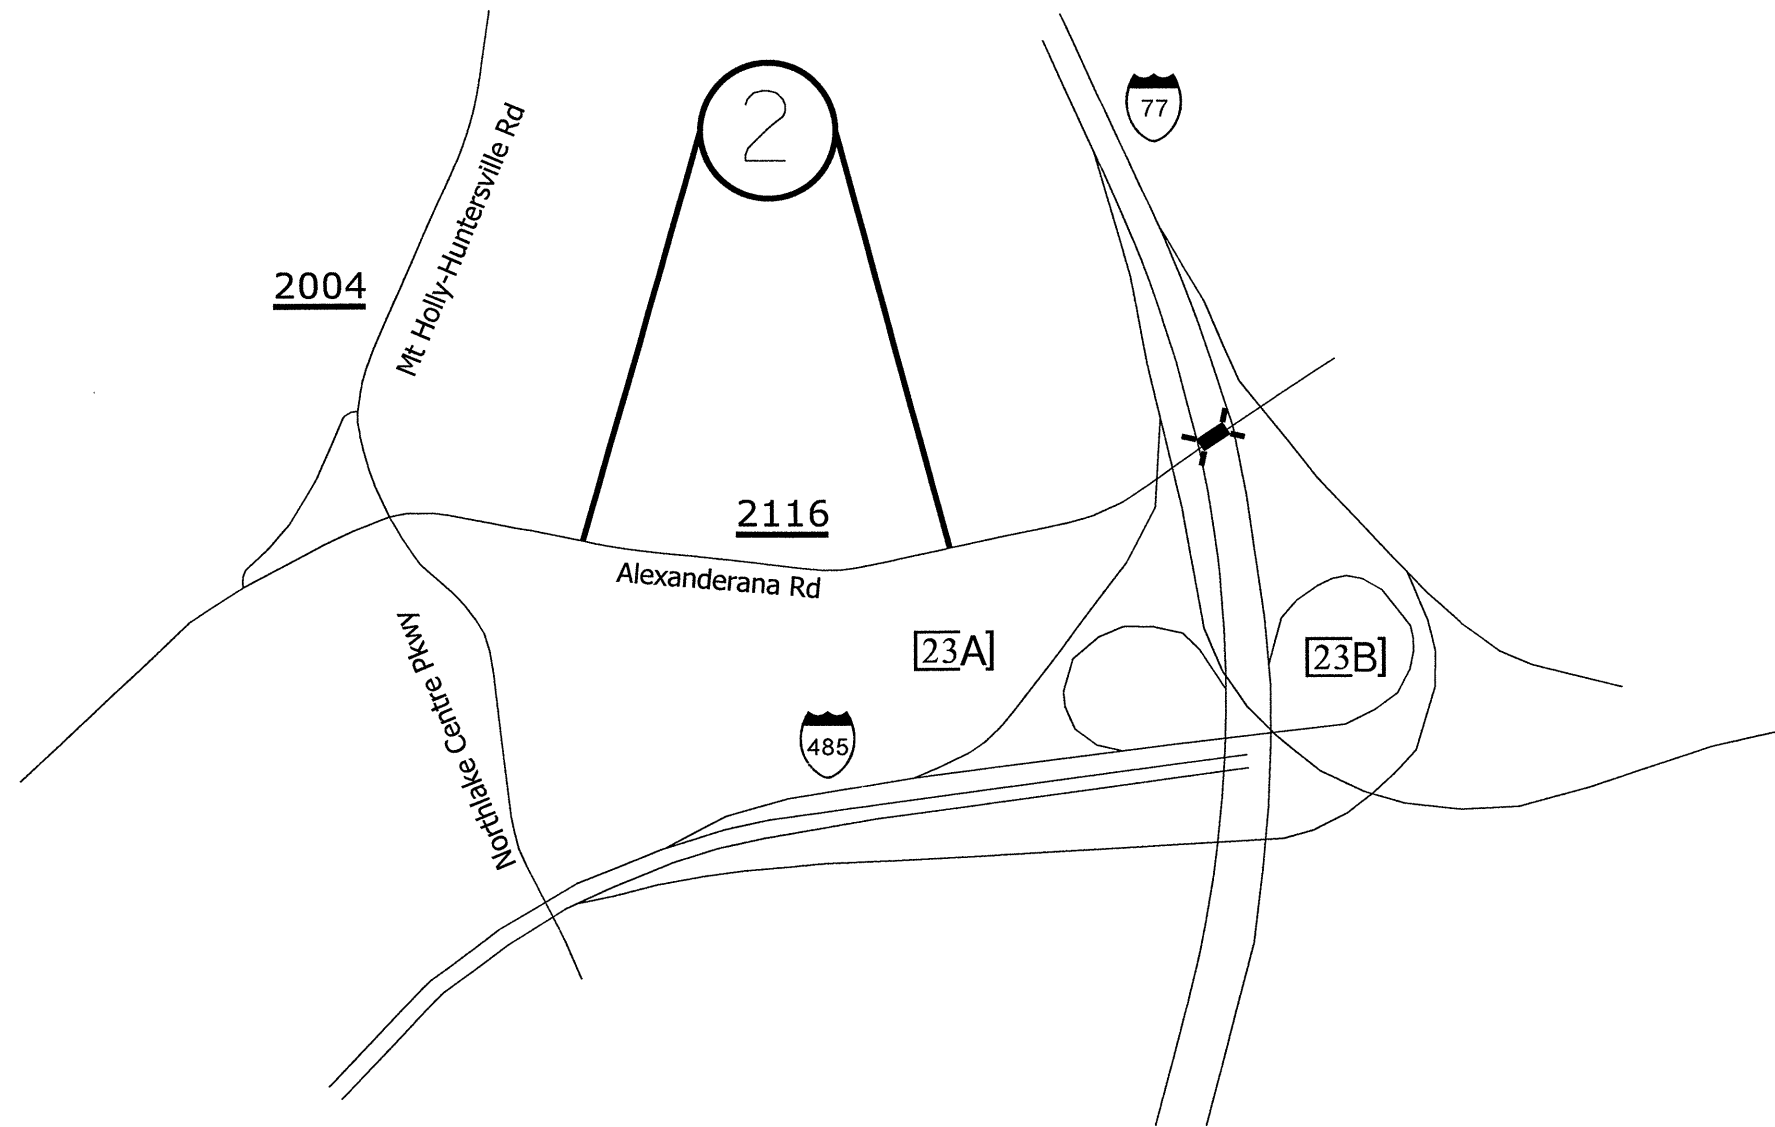 2
77
Mt Holly-Huntersville Rd
2004
2116
Alexanderana Rd
[23A]
[23B]
Northlake Centre Pkwy
485